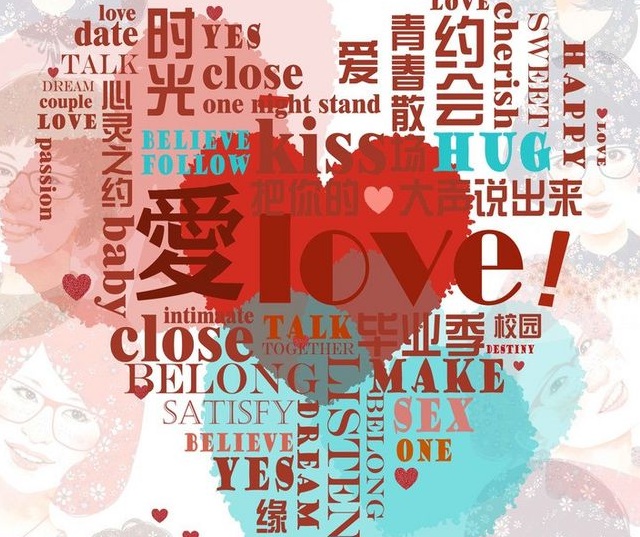 love
date
TALK
DREAM
couple
LOVE
passion
心灵之约
baby
时光
YES
close
one night stand
BELIEVE
FOLLOW
kiss
爱
青春散场
约会
LOVE
cherish
SWEET
HAPPY
LOVE
HUG
把你的
大声说出来
愛
love!
intimaate
close
TALK
TOGETHER
毕业季
校园
DESTINY
BELONG
MAKE
SATISFY
BELIEVE
YES
缘
DREAM
LISTEN
BELONG
SEX
ONE